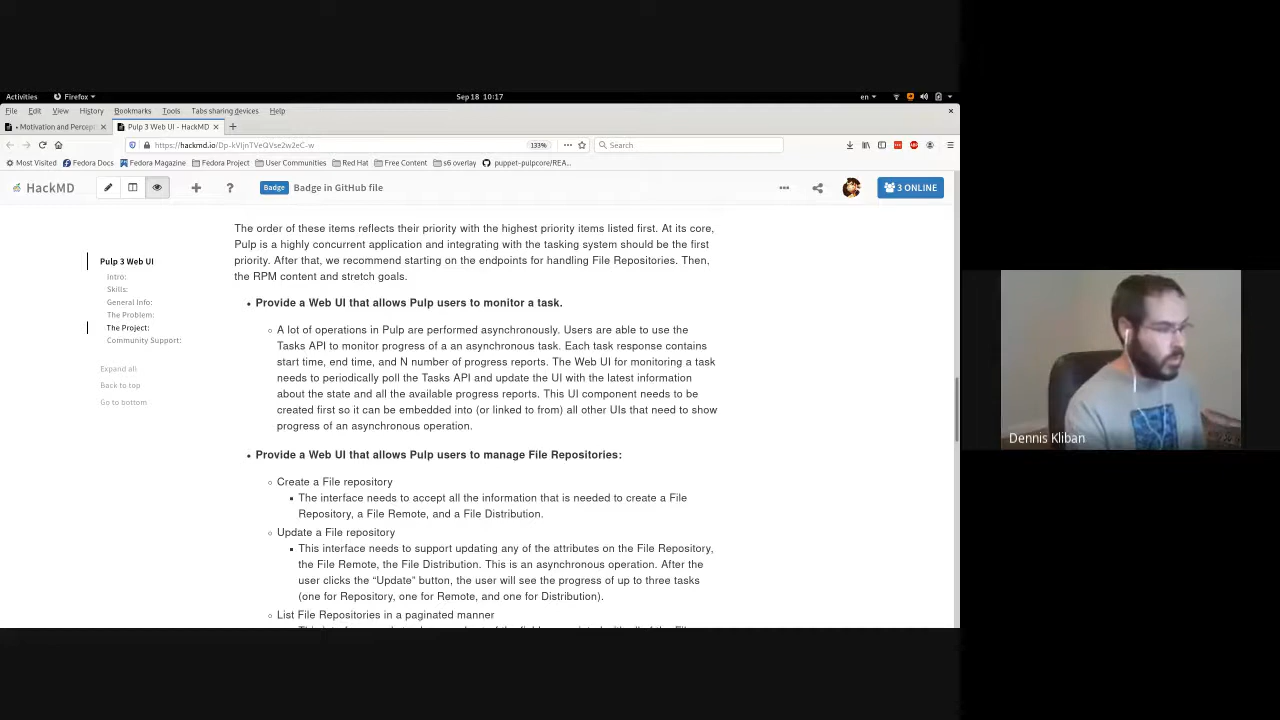 Activities Firefox Sep 18 10:17 en
File Edit View History Bookmarks Tools Tabs sharing devices Help
• Motivation and Percep Pulp 3 Web UI - HackMD
https://hackmd.io/Dp-kVIjnTVeQVse2w2eC-w 133% Search
Most Visited Fedora Docs Fedora Magazine Fedora Project User Communities Red Hat Free Content s6 overlay puppet-pulpcore/REA...
HackMD Badge Badge in GitHub file 3 ONLINE
Pulp 3 Web UI
Intro:
Skills:
General Info:
The Problem:
The Project:
Community Support:
Expand all
Back to top
Go to bottom
The order of these items reflects their priority with the highest priority items listed first. At its core,
Pulp is a highly concurrent application and integrating with the tasking system should be the first
priority. After that, we recommend starting on the endpoints for handling File Repositories. Then,
the RPM content and stretch goals.
• Provide a Web UI that allows Pulp users to monitor a task.
A lot of operations in Pulp are performed asynchronously. Users are able to use the
Tasks API to monitor progress of a an asynchronous task. Each task response contains
start time, end time, and N number of progress reports. The Web UI for monitoring a task
needs to periodically poll the Tasks API and update the UI with the latest information
about the state and all the available progress reports. This UI component needs to be
created first so it can be embedded into (or linked to from) all other UIs that need to show
progress of an asynchronous operation.
• Provide a Web UI that allows Pulp users to manage File Repositories:
Create a File repository
The interface needs to accept all the information that is needed to create a File
Repository, a File Remote, and a File Distribution.
Update a File repository
This interface needs to support updating any of the attributes on the File Repository,
the File Remote, the File Distribution. This is an asynchronous operation. After the
user clicks the “Update” button, the user will see the progress of up to three tasks
(one for Repository, one for Remote, and one for Distribution).
List File Repositories in a paginated manner
Dennis Kliban